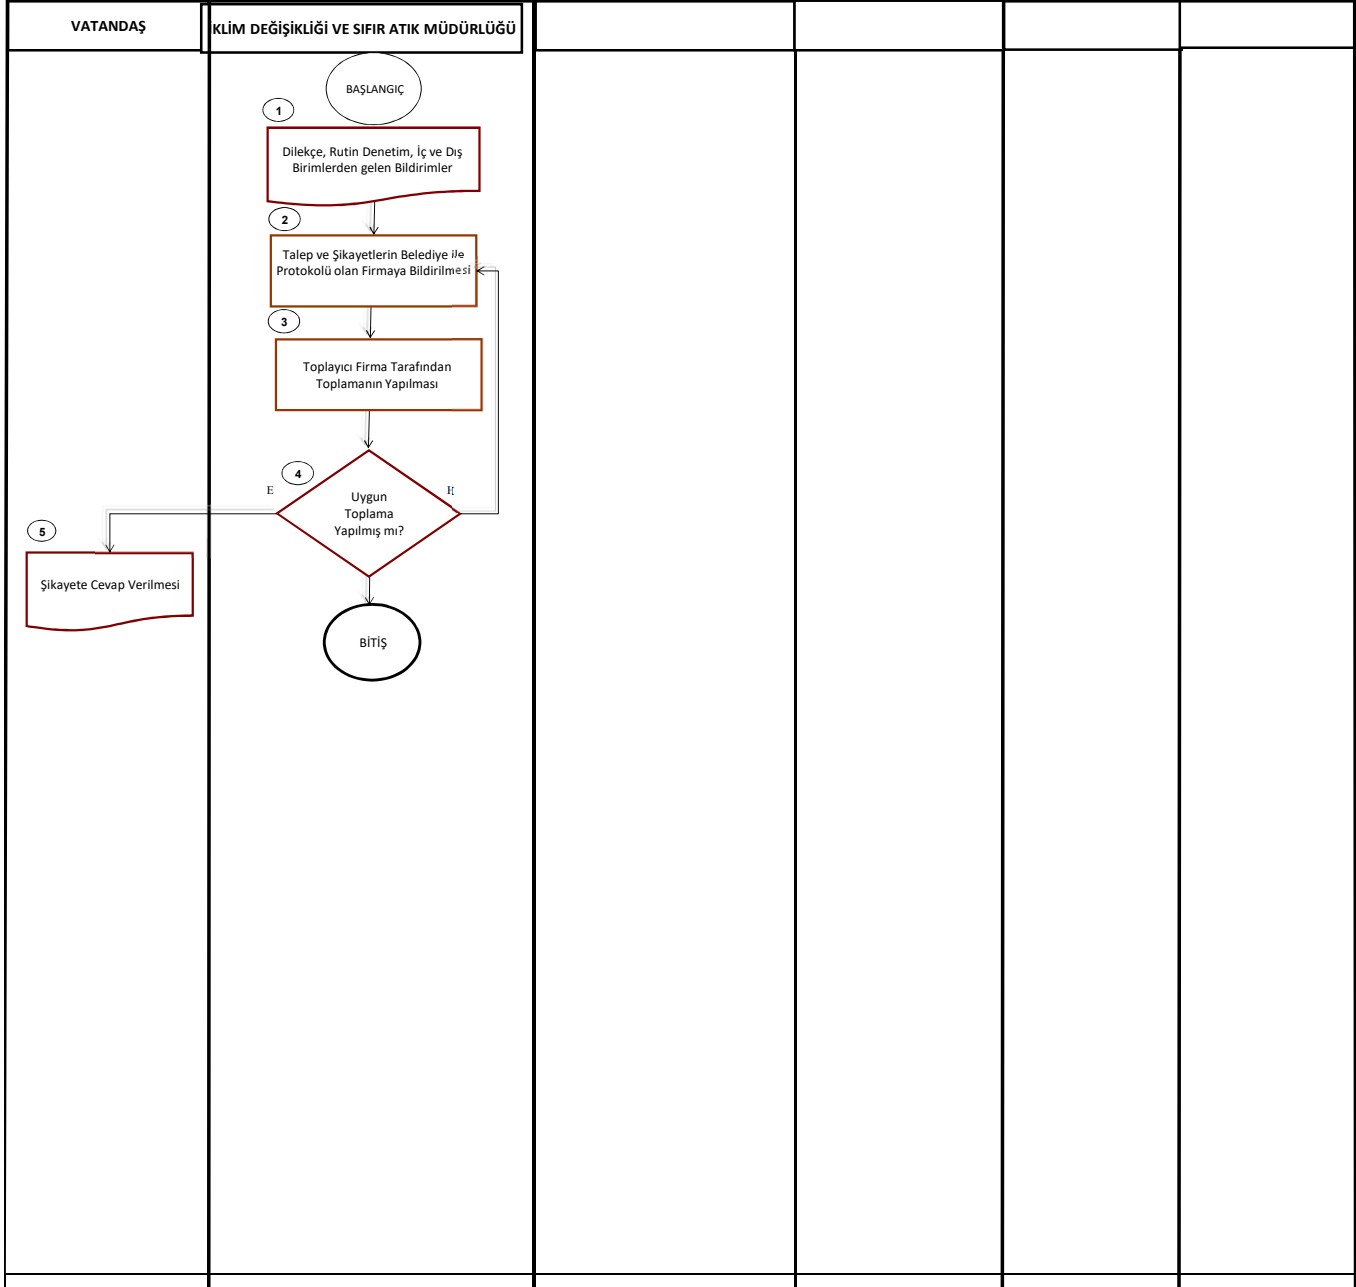 VATANDAŞ
KLİM DEĞİŞİKLİĞİ VE SIFIR ATIK MÜDÜRLÜĞÜ
BAŞLANGIÇ
1
Dilekçe, Rutin Denetim, İç ve Dış
Birimlerden gelen Bildirimler
2
Talep ve Şikayetlerin Belediye ile
Protokolü olan Firmaya Bildirilmesi
3
Toplayıcı Firma Tarafından
Toplamanın Yapılması
4
E
H
Uygun
Toplama
Yapılmış mı?
5
Şikayete Cevap Verilmesi
BİTİŞ